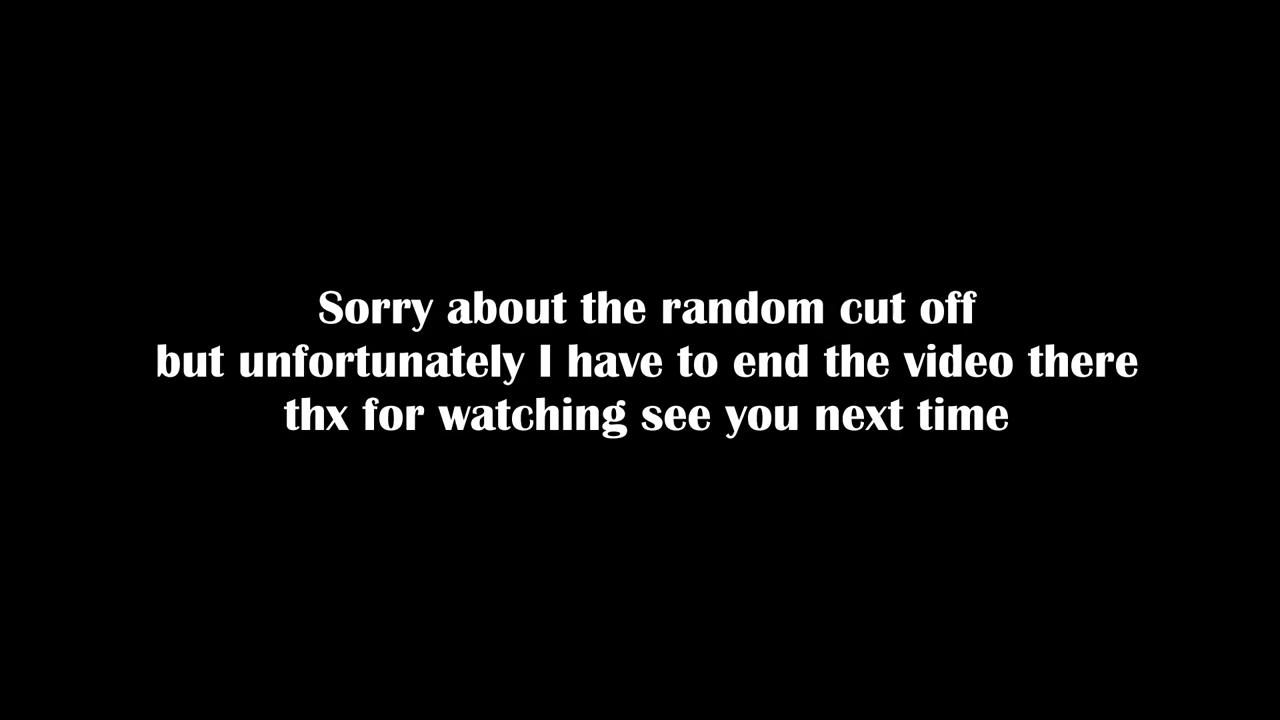 Sorry about the random cut off
but unfortunately I have to end the video there
thx for watching see you next time